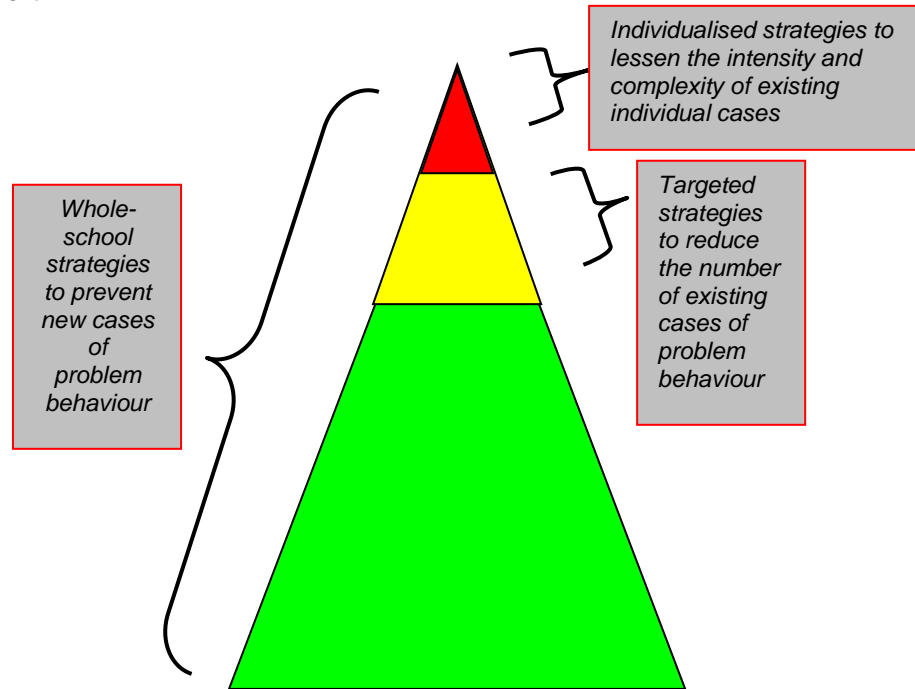 Individualised strategies to
lessen the intensity and
complexity of existing
individual cases
Whole-
school
strategies
to prevent
new cases
of
problem
behaviour
Targeted
strategies
to reduce
the number
of existing
cases of
problem
behaviour